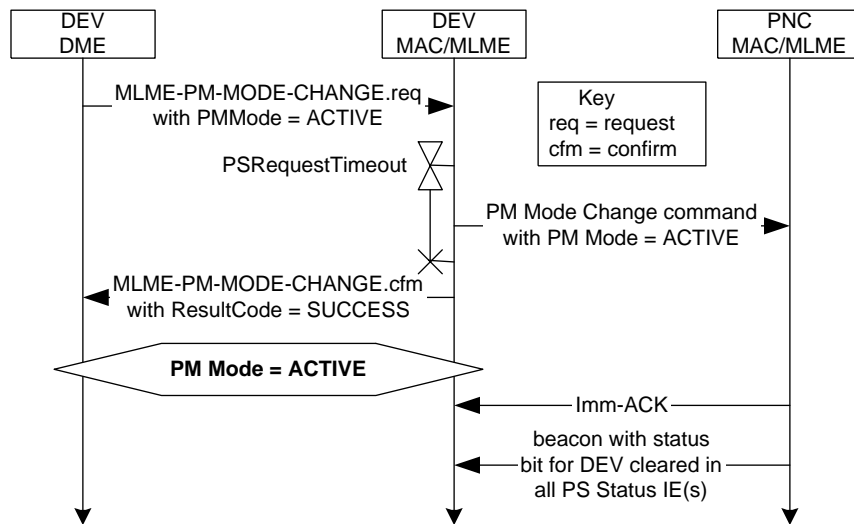 DEV
DME
DEV
MAC/MLME
PNC
MAC/MLME
MLME-PM-MODE-CHANGE.req
with PMMode = ACTIVE
Key
req = request
cfm = confirm
PSRequestTimeout
PM Mode Change command
with PM Mode = ACTIVE
MLME-PM-MODE-CHANGE.cfm
with ResultCode = SUCCESS
PM Mode = ACTIVE
Imm-ACK
beacon with status
bit for DEV cleared in
all PS Status IE(s)